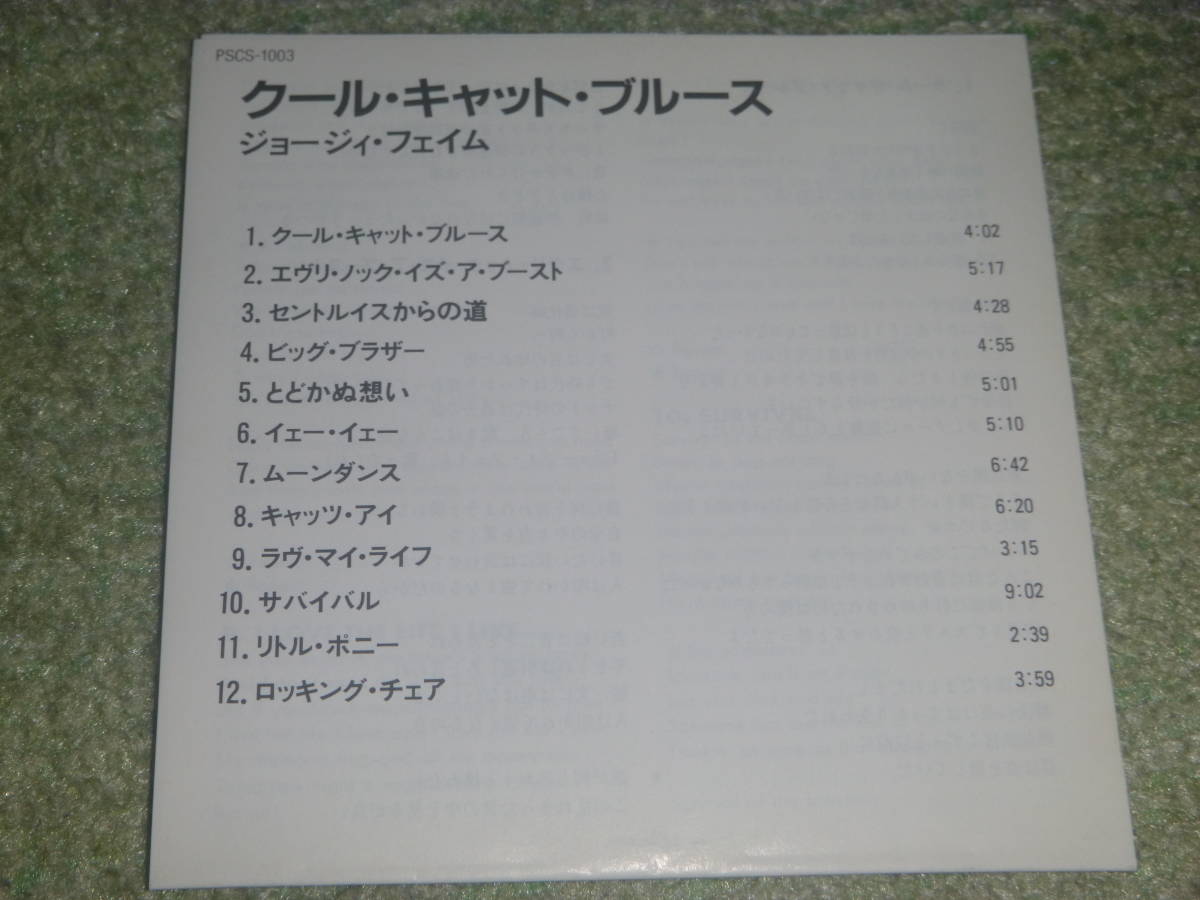 PSCS-1003
クール・キャット・ブルース
ジョージィ・フェイム
1. クール・キャット・ブルース 4:02
2. エヴリ・ノック・イズ・ア・ブースト 5:17
3. セントルイスからの道 4:28
4. ビッグ・ブラザー 4:55
5. とどかぬ想い 5:01
6. イェー・イェー 5:10
7. ムーンダンス 6:42
8. キャッツ・アイ 6:20
9. ラヴ・マイ・ライフ 3:15
10. サバイバル 9:02
11. リトル・ポニー 2:39
12. ロッキング・チェア 3:59